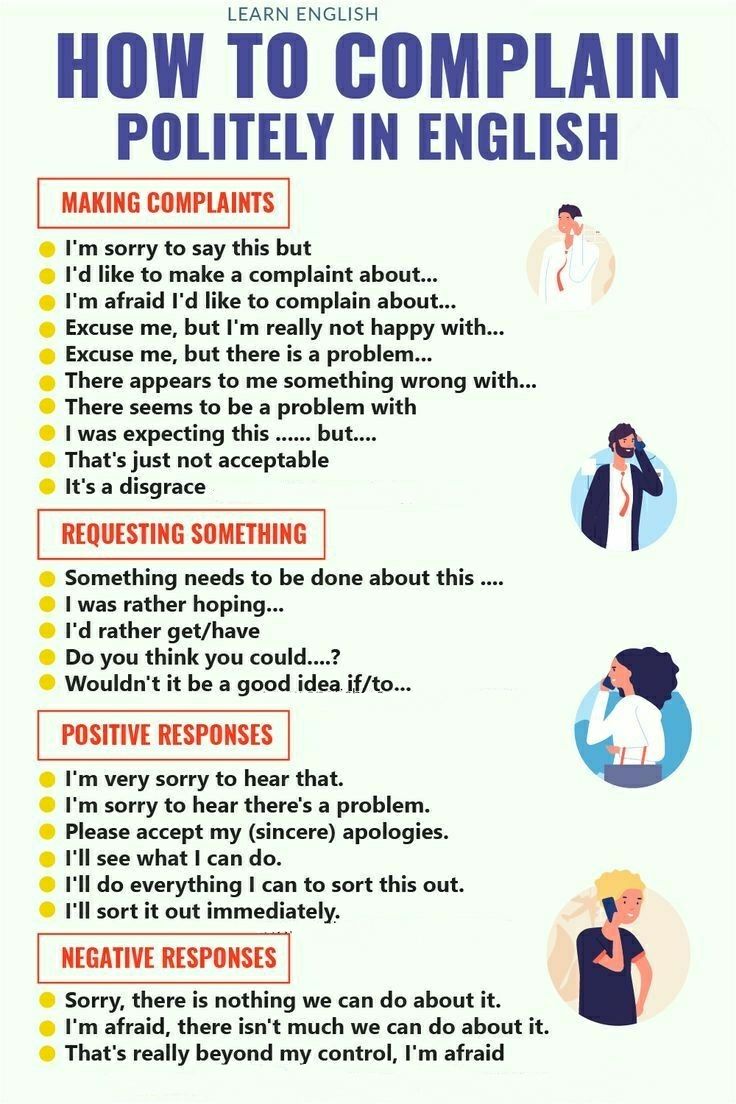 LEARN ENGLISH
HOW TO COMPLAIN
POLITELY IN ENGLISH
MAKING COMPLAINTS
I'm sorry to say this but
I'd like to make a complaint about...
I'm afraid I'd like to complain about...
Excuse me, but I'm really not happy with...
Excuse me, but there is a problem...
There appears to me something wrong with...
There seems to be a problem with
I was expecting this ...... but....
That's just not acceptable
It's a disgrace
REQUESTING SOMETHING
Something needs to be done about this ....
I was rather hoping...
I'd rather get/have
Do you think you could....?
Wouldn't it be a good idea if/to...
POSITIVE RESPONSES
I'm very sorry to hear that.
I'm sorry to hear there's a problem.
Please accept my (sincere) apologies.
I'll see what I can do.
I'll do everything I can to sort this out.
I'll sort it out immediately.
NEGATIVE RESPONSES
Sorry, there is nothing we can do about it.
I'm afraid, there isn't much we can do about it.
That's really beyond my control, I'm afraid